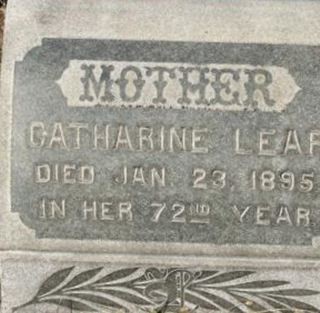 MOTHER
CATHARINE LEAF
DIED JAN. 23, 1895
IN HER 72ND YEAR